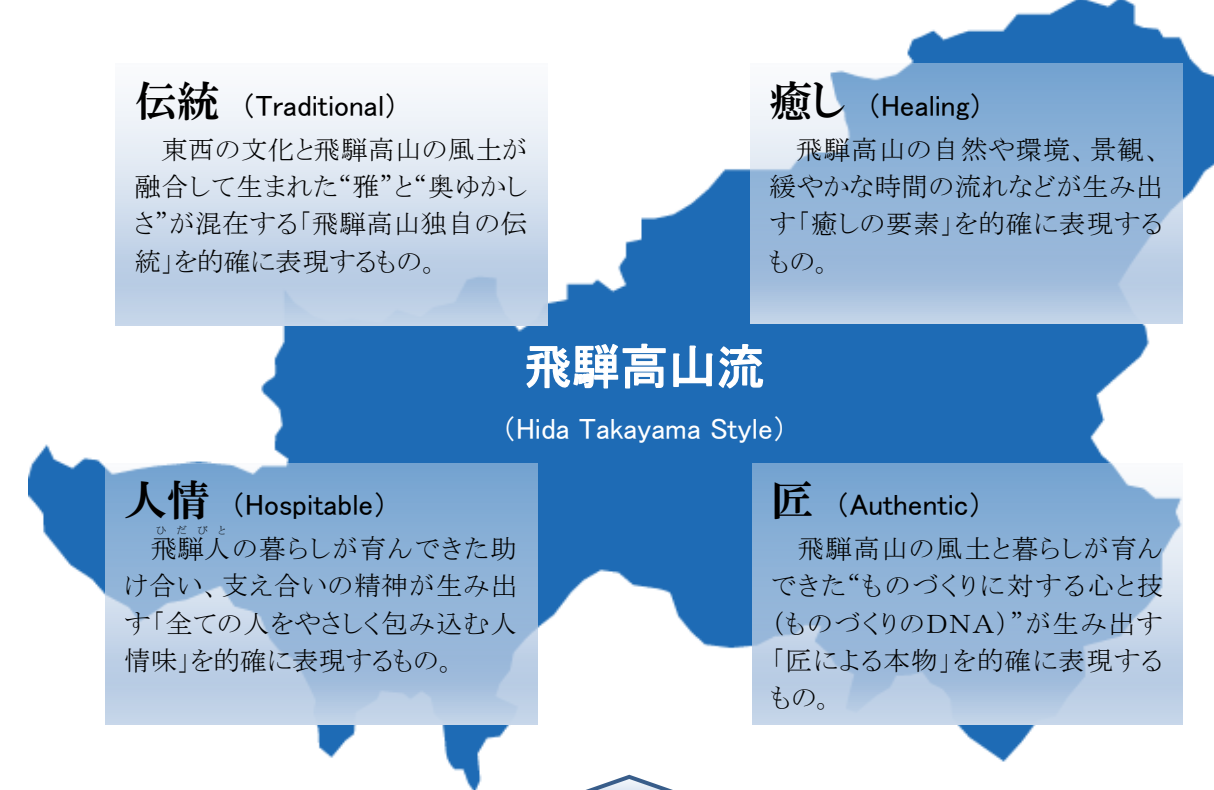 伝統 （Traditional）
東西の文化と飛騨高山の風土が
融合して生まれた“雅”と“奥ゆかし
さ”が混在する「飛騨高山独自の伝
統」を的確に表現するもの。
癒し （Healing）
飛騨高山の自然や環境、景観、
緩やかな時間の流れなどが生み出
す「癒しの要素」を的確に表現する
もの。
飛騨高山流
（Hida Takayama Style）
人情 （Hospitable）
ひだびと
飛騨人の暮らしが育んできた助
け合い、支え合いの精神が生み出
す「全ての人をやさしく包み込む人
情味」を的確に表現するもの。
匠 （Authentic）
飛騨高山の風土と暮らしが育ん
できた“ものづくりに対する心と技
（ものづくりのDNA）”が生み出す
「匠による本物」を的確に表現する
もの。